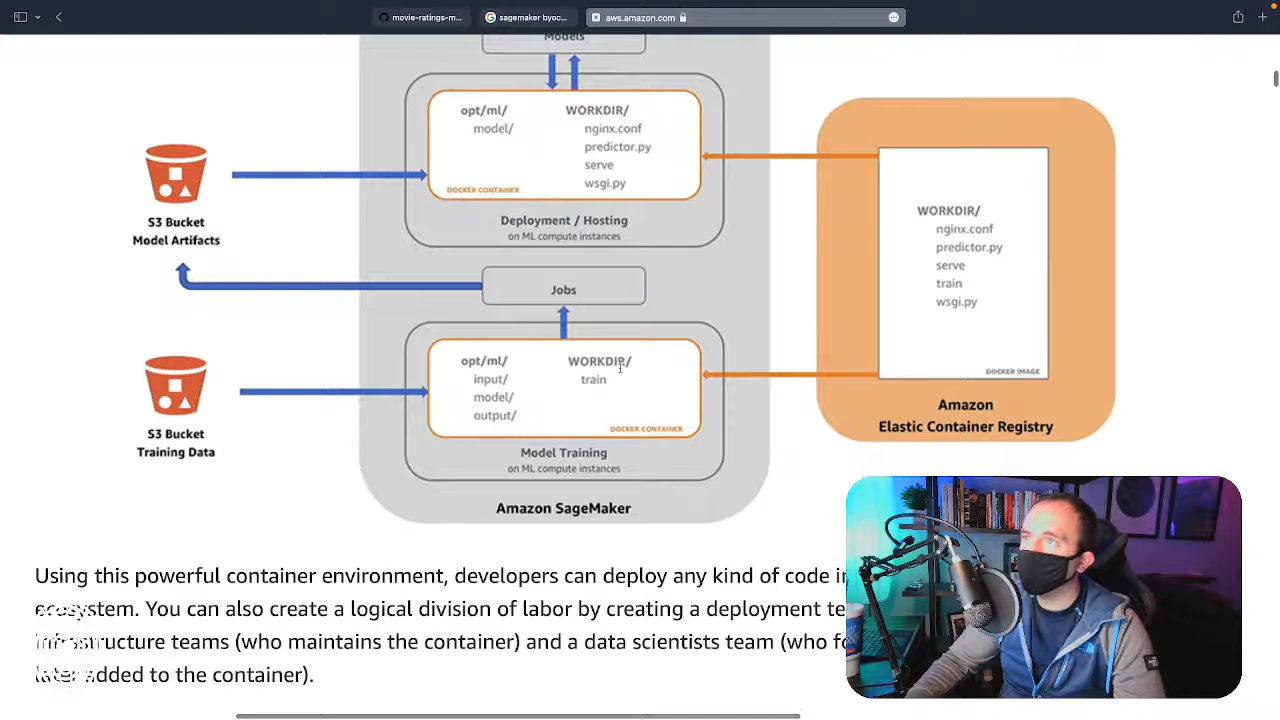 movie-ratings-m...
sagemaker byoc...
aws.amazon.com
Models
opt/ml/
model/
WORKDIR/
nginx.conf
predictor.py
serve
wsgi.py
DOCKER CONTAINER
Deployment / Hosting
on ML compute instances
S3 Bucket
Model Artifacts
Jobs
opt/ml/
input/
model/
output/
WORKDIR/
train
DOCKER CONTAINER
Model Training
on ML compute instances
S3 Bucket
Training Data
Amazon SageMaker
WORKDIR/
nginx.conf
predictor.py
serve
train
wsgi.py
DOCKER IMAGE
Amazon
Elastic Container Registry
Using this powerful container environment, developers can deploy any kind of code in
You can also create a logical division of labor by creating a deployment
teams (who maintains the container) and a data scientists team (who
added to the container).